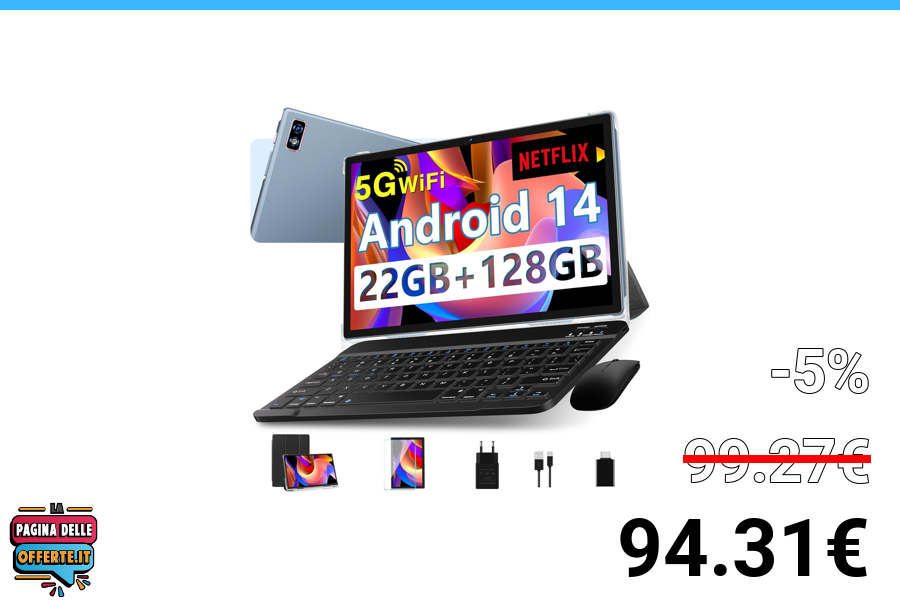 NETFLIX
5G WiFi
Android 14
22GB+128GB
-5%
99.27€
94.31€
LA
PAGINA DELLE
OFFERTE.IT